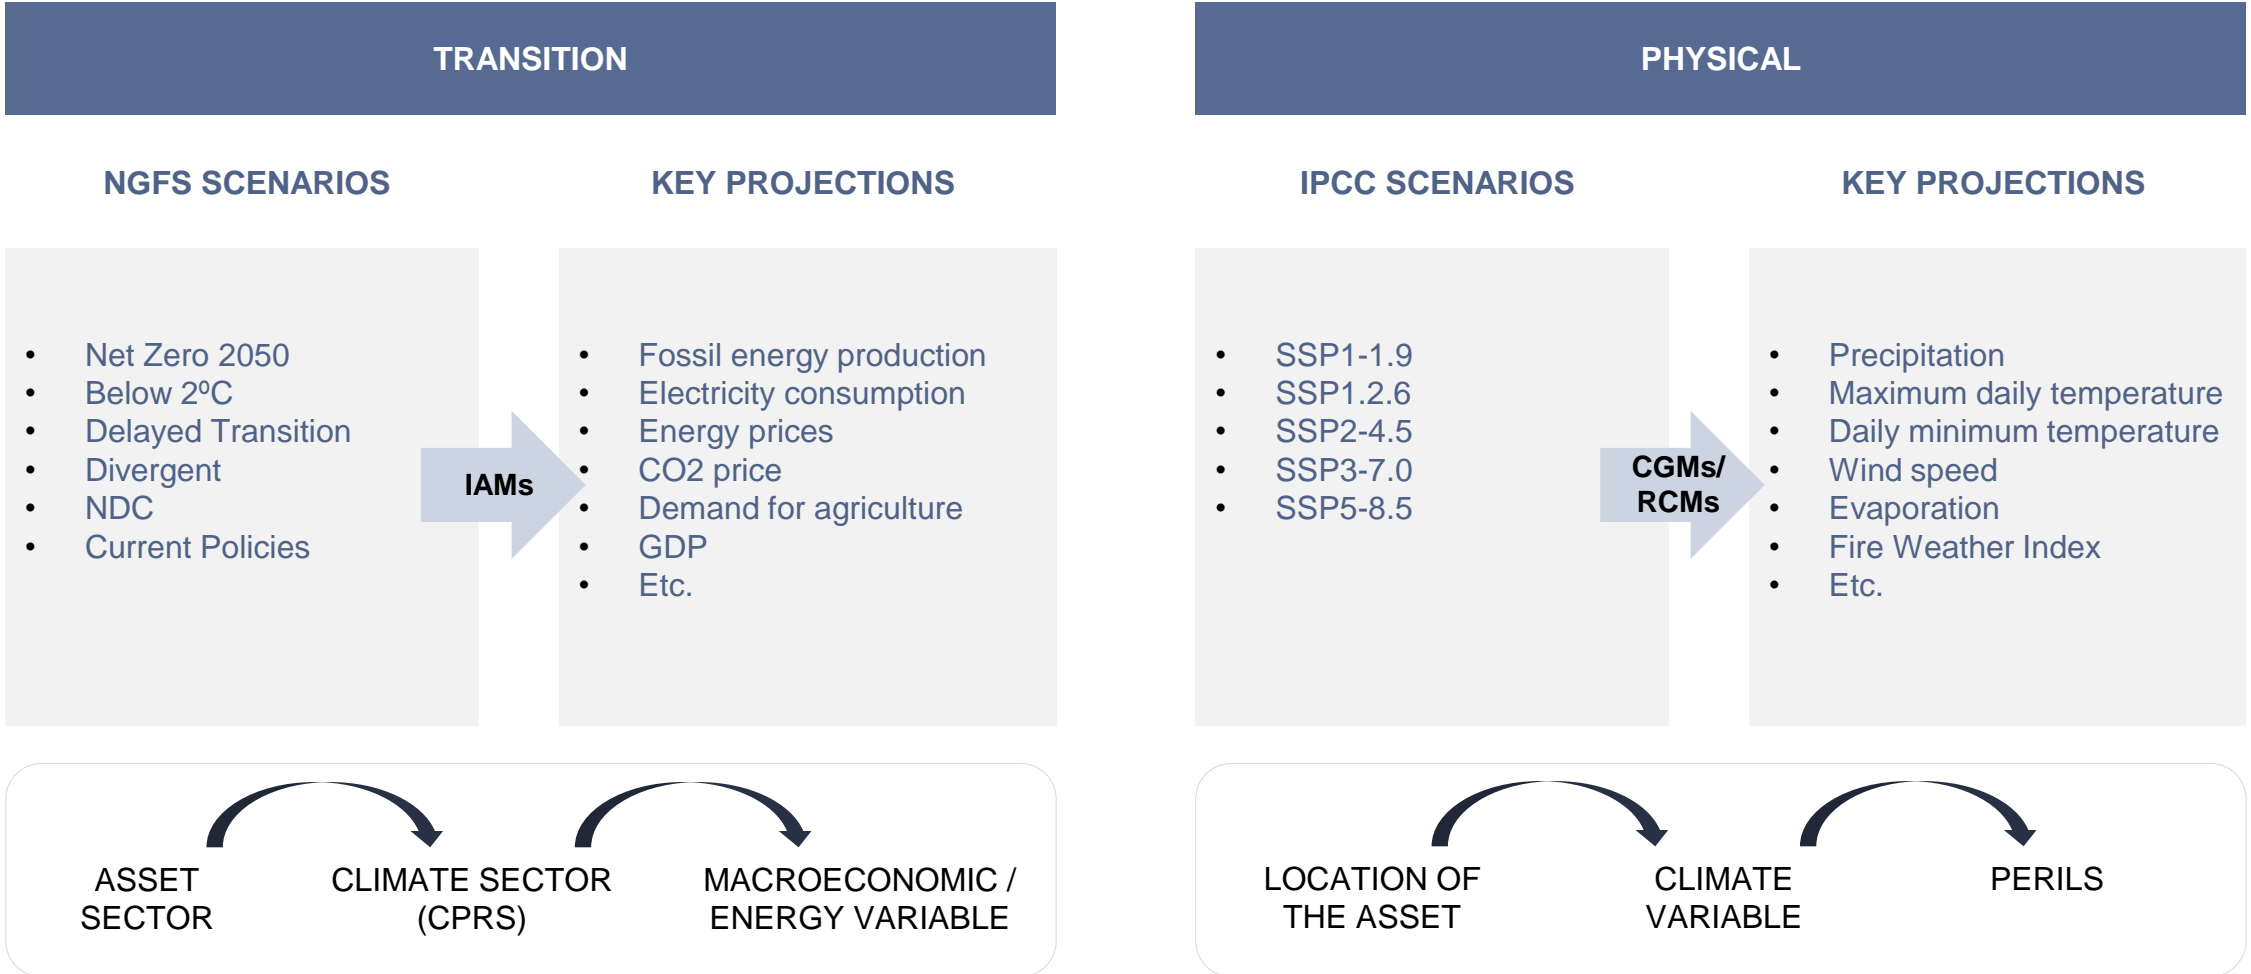 TRANSITION
NGFS SCENARIOS
KEY PROJECTIONS
• Net Zero 2050
• Below 2ºC
• Delayed Transition
• Divergent
• NDC
• Current Policies
IAMs
• Fossil energy production
• Electricity consumption
• Energy prices
• CO2 price
• Demand for agriculture
• GDP
• Etc.
ASSET
SECTOR
CLIMATE SECTOR
(CPRS)
MACROECONOMIC /
ENERGY VARIABLE
PHYSICAL
IPCC SCENARIOS
KEY PROJECTIONS
• SSP1-1.9
• SSP1.2.6
• SSP2-4.5
• SSP3-7.0
• SSP5-8.5
CGMs/
RCMs
• Precipitation
• Maximum daily temperature
• Daily minimum temperature
• Wind speed
• Evaporation
• Fire Weather Index
• Etc.
LOCATION OF
THE ASSET
CLIMATE
VARIABLE
PERILS